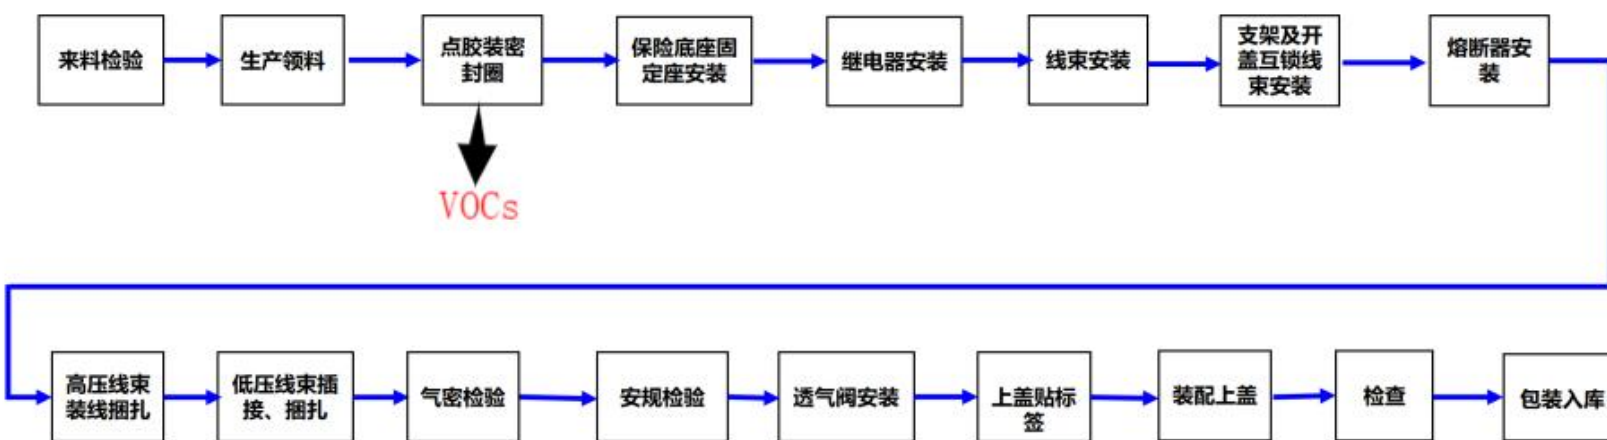 来料检验
生产领料
点胶装密
封圈
保险底座固
定座安装
继电器安装
线束安装
支架及开
盖互锁线
束安装
熔断器安
装
VOCs
高压线束
装线捆扎
低压线束插
接、捆扎
气密检验
安规检验
透气阀安装
上盖贴标
签
装配上盖
检查
包装入库